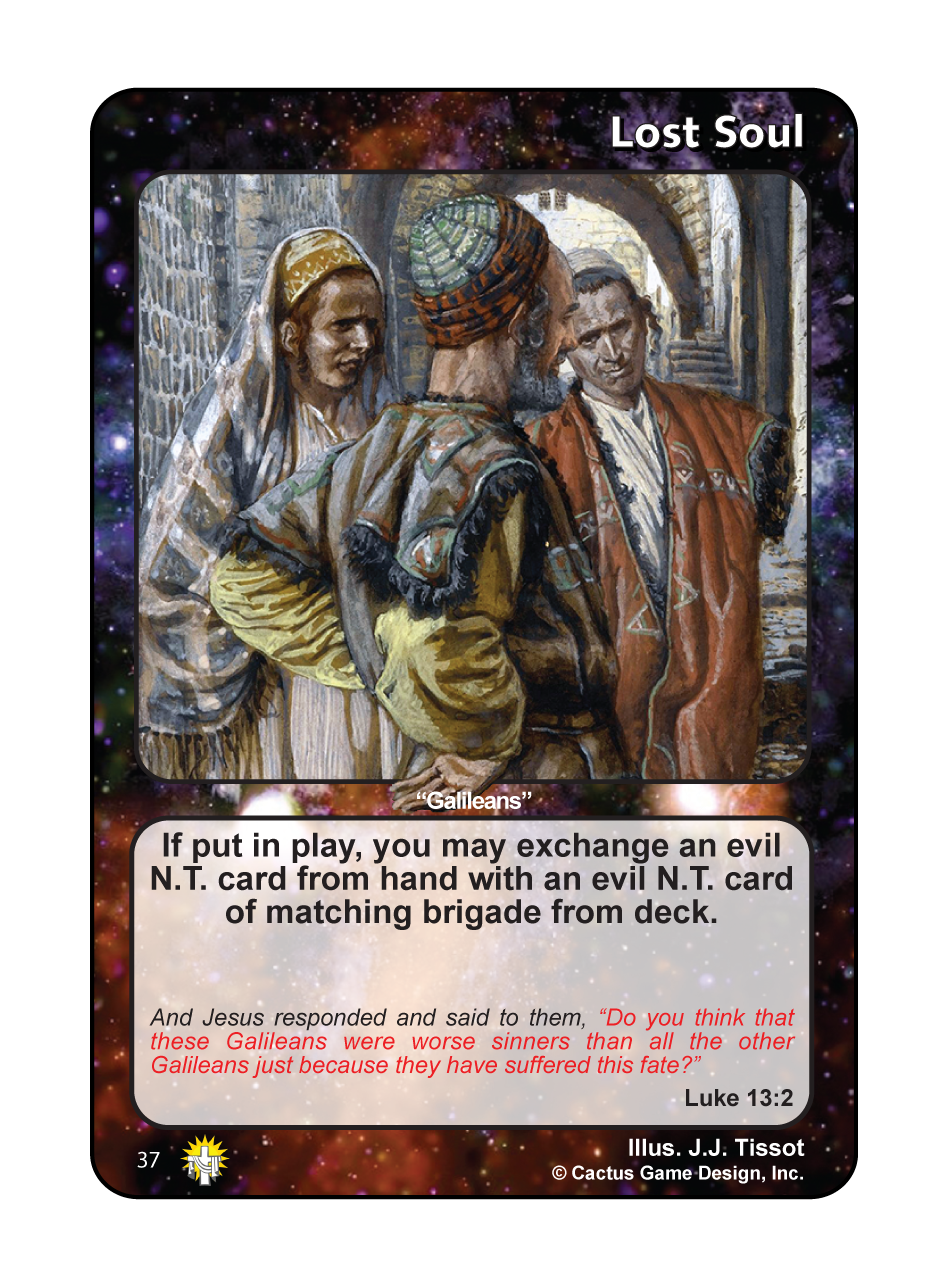 Lost Soul
“Galileans”
If put in play, you may exchange an evil
N.T. card from hand with an evil N.T. card
of matching brigade from deck.
And Jesus responded and said to them, “Do you think that
these Galileans were worse sinners than all the other
Galileans just because they have suffered this fate?”
Luke 13:2
37
Illus. J.J. Tissot
© Cactus Game Design, Inc.